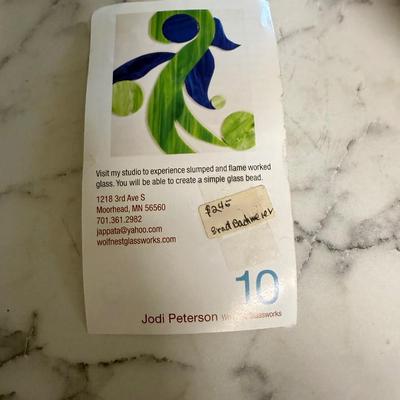 Visit my studio to experience slumped and flame worked
glass. You will be able to create a simple glass bead.
1218 3rd Ave S
Moorhead, MN 56560
701.361.2982
jappata@yahoo.com
wolfnestglassworks.com
$245
Brad Bachmeier
10
Jodi Peterson Glassworks